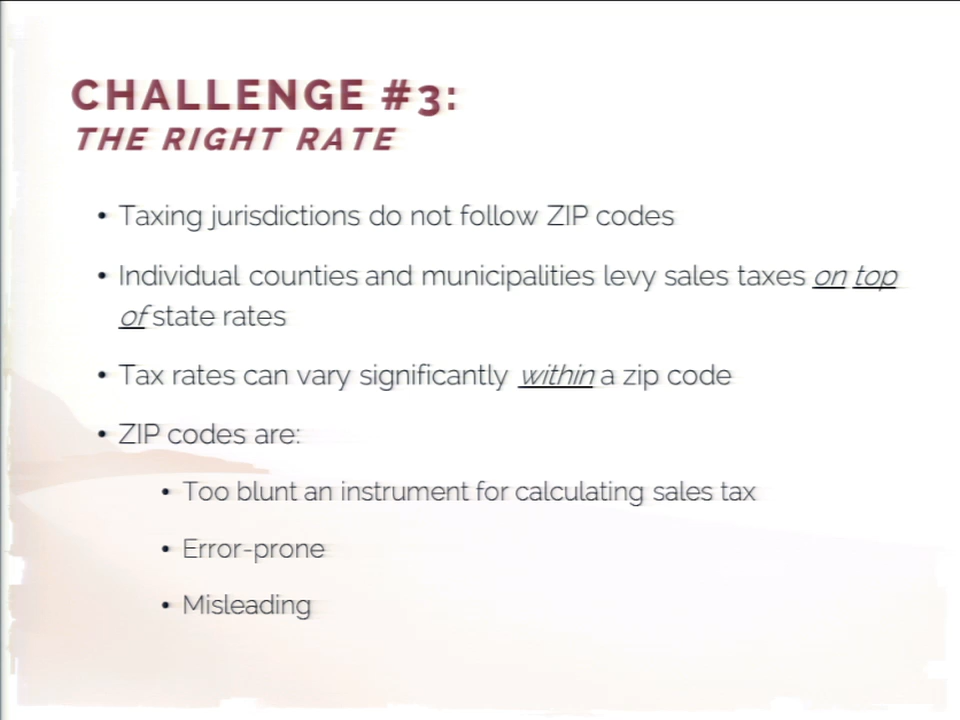 CHALLENGE #3:
THE RIGHT RATE
• Taxing jurisdictions do not follow ZIP codes
• Individual counties and municipalities levy sales taxes on top
of state rates
• Tax rates can vary significantly within a zip code
• ZIP codes are:
• Too blunt an instrument for calculating sales tax
• Error-prone
• Misleading